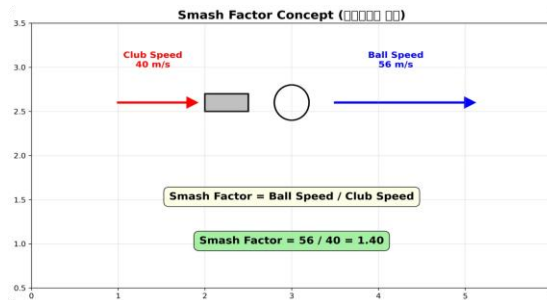 Smash Factor Concept
3.5
Club Speed
40 m/s
Ball Speed
56 m/s
3.0
2.5
2.0
1.5
Smash Factor = Ball Speed / Club Speed
1.0
Smash Factor = 56 / 40 = 1.40
0.5
0 1 2 3 4 5